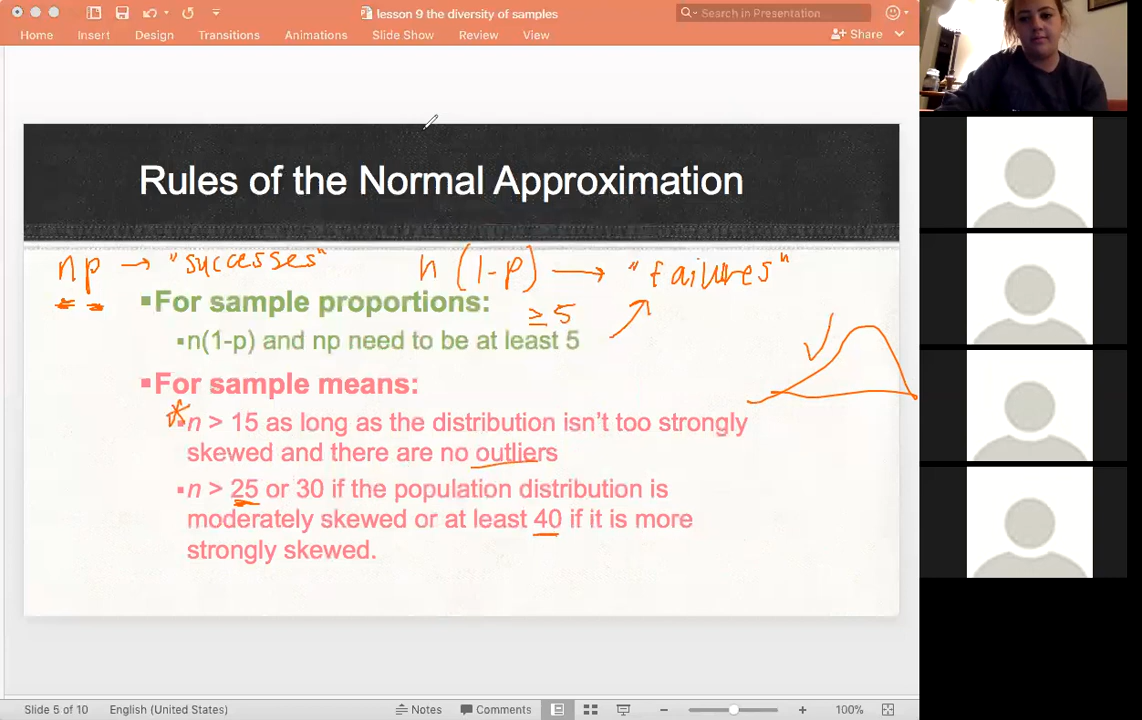 lesson 9 the diversity of samples
Search in Presentation
Home Insert Design Transitions Animations Slide Show Review View Share
Rules of the Normal Approximation
np → "successes" n (1-p) → "failures"
▪For sample proportions:
≥ 5
▪n(1-p) and np need to be at least 5
▪For sample means:
▪n > 15 as long as the distribution isn't too strongly
skewed and there are no outliers
▪n > 25 or 30 if the population distribution is
moderately skewed or at least 40 if it is more
strongly skewed.
Slide 5 of 10 English (United States) Notes Comments 100%